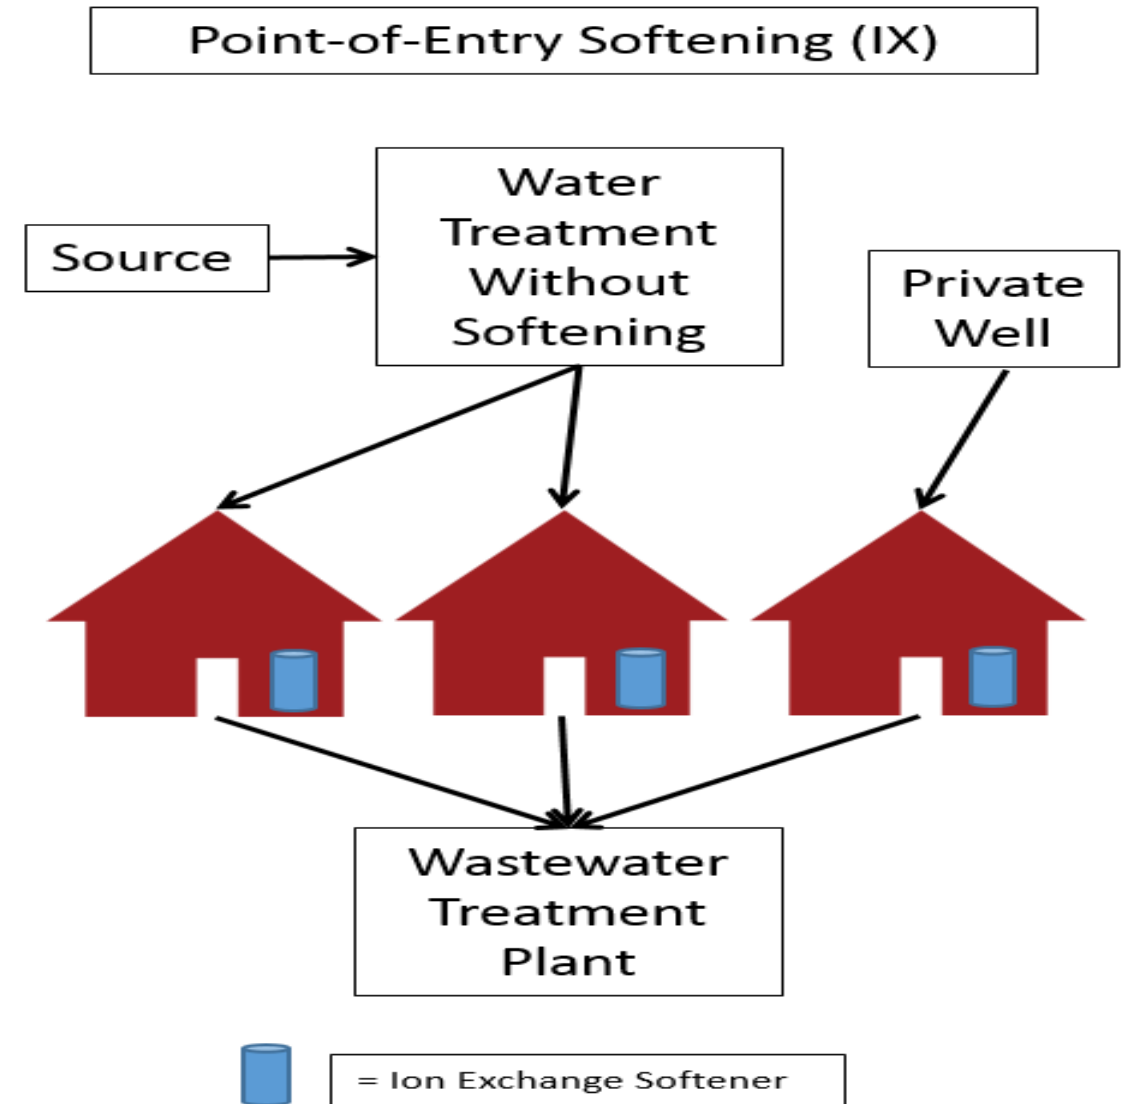 Point-of-Entry Softening (IX)
Water
Treatment
Without
Softening
Source
Private
Well
Wastewater
Treatment
Plant
= Ion Exchange Softener